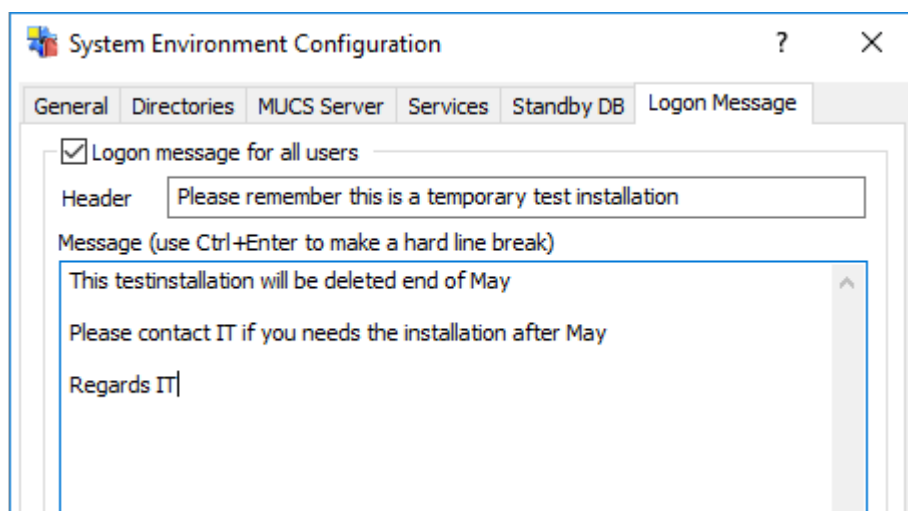 System Environment Configuration
?
General Directories MUCS Server Services Standby DB Logon Message
Logon message for all users
Header Please remember this is a temporary test installation
Message (use Ctrl+Enter to make a hard line break)
This testinstallation will be deleted end of May
Please contact IT if you needs the installation after May
Regards IT